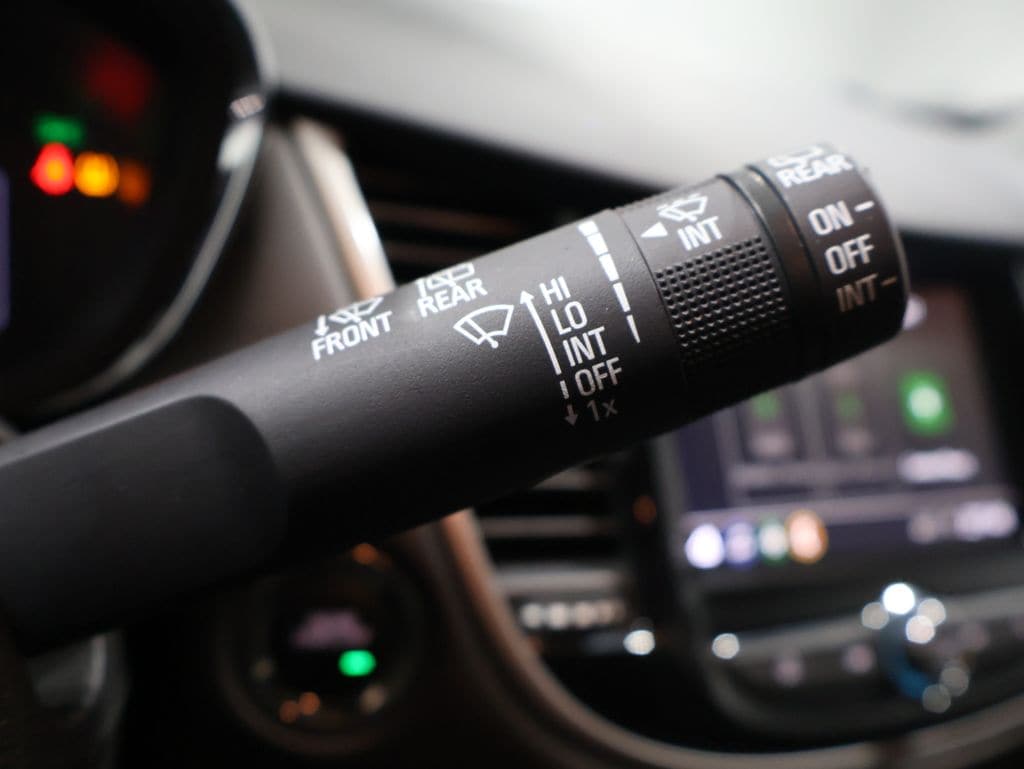 FRONT
REAR
HI
LO
INT
OFF
1x
INT
REAR
ON
OFF
INT